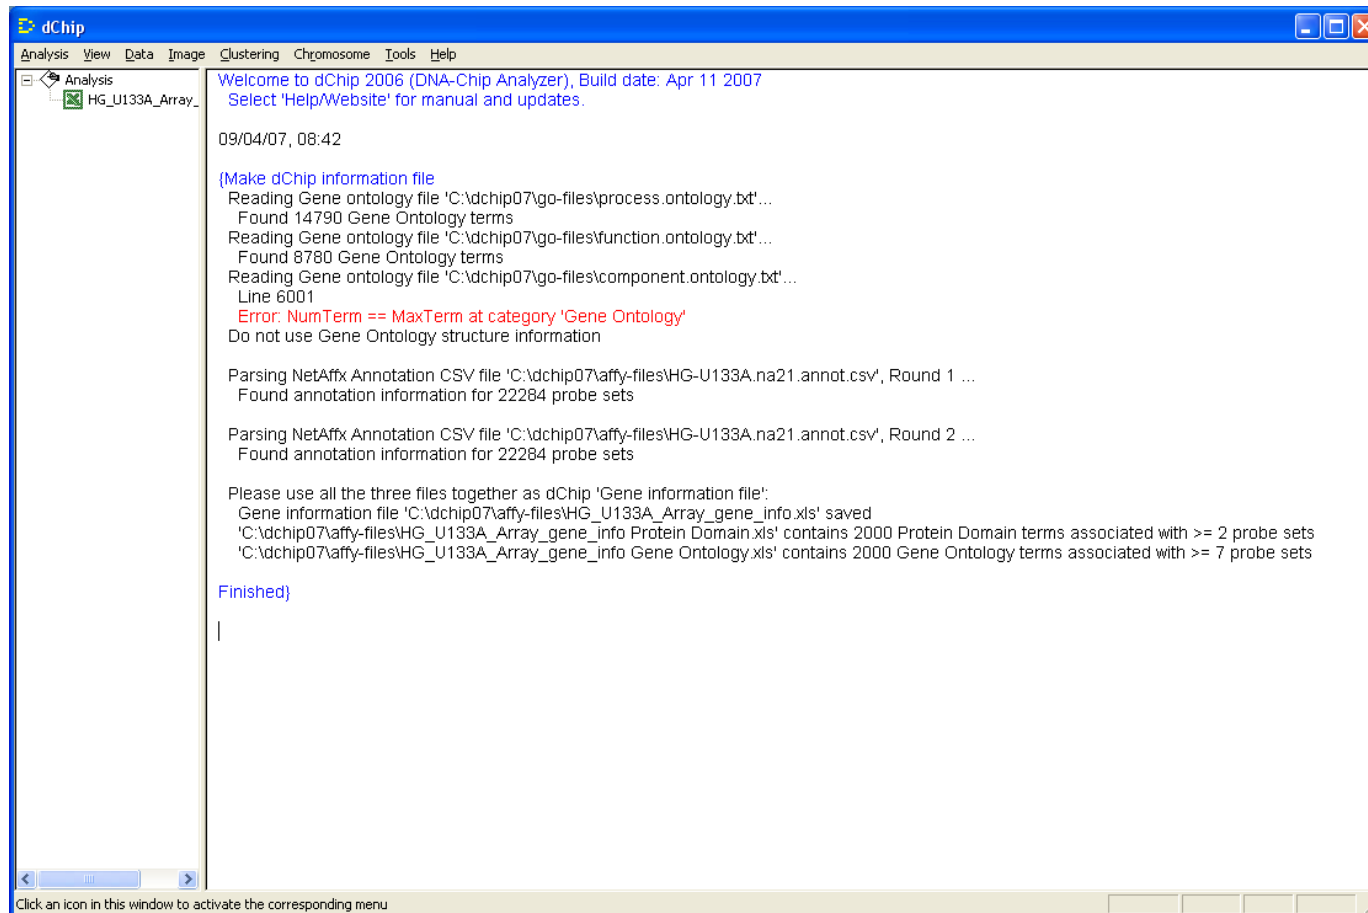 dChip
Analysis View Data Image Clustering Chromosome Tools Help
Analysis
HG_U133A_Array_
Welcome to dChip 2006 (DNA-Chip Analyzer), Build date: Apr 11 2007
Select 'Help/Website' for manual and updates.
09/04/07, 08:42
{Make dChip information file
Reading Gene ontology file 'C:\dchip07\go-files\process.ontology.txt'...
Found 14790 Gene Ontology terms
Reading Gene ontology file 'C:\dchip07\go-files\function.ontology.txt'...
Found 8780 Gene Ontology terms
Reading Gene ontology file 'C:\dchip07\go-files\component.ontology.txt'...
Line 6001
Error: NumTerm == MaxTerm at category 'Gene Ontology'
Do not use Gene Ontology structure information
Parsing NetAffx Annotation CSV file 'C:\dchip07\affy-files\HG-U133A.na21.annot.csv', Round 1 ...
Found annotation information for 22284 probe sets
Parsing NetAffx Annotation CSV file 'C:\dchip07\affy-files\HG-U133A.na21.annot.csv', Round 2 ...
Found annotation information for 22284 probe sets
Please use all the three files together as dChip 'Gene information file':
Gene information file 'C:\dchip07\affy-files\HG_U133A_Array_gene_info.xls' saved
'C:\dchip07\affy-files\HG_U133A_Array_gene_info Protein Domain.xls' contains 2000 Protein Domain terms associated with >= 2 probe sets
'C:\dchip07\affy-files\HG_U133A_Array_gene_info Gene Ontology.xls' contains 2000 Gene Ontology terms associated with >= 7 probe sets
Finished}
Click an icon in this window to activate the corresponding menu